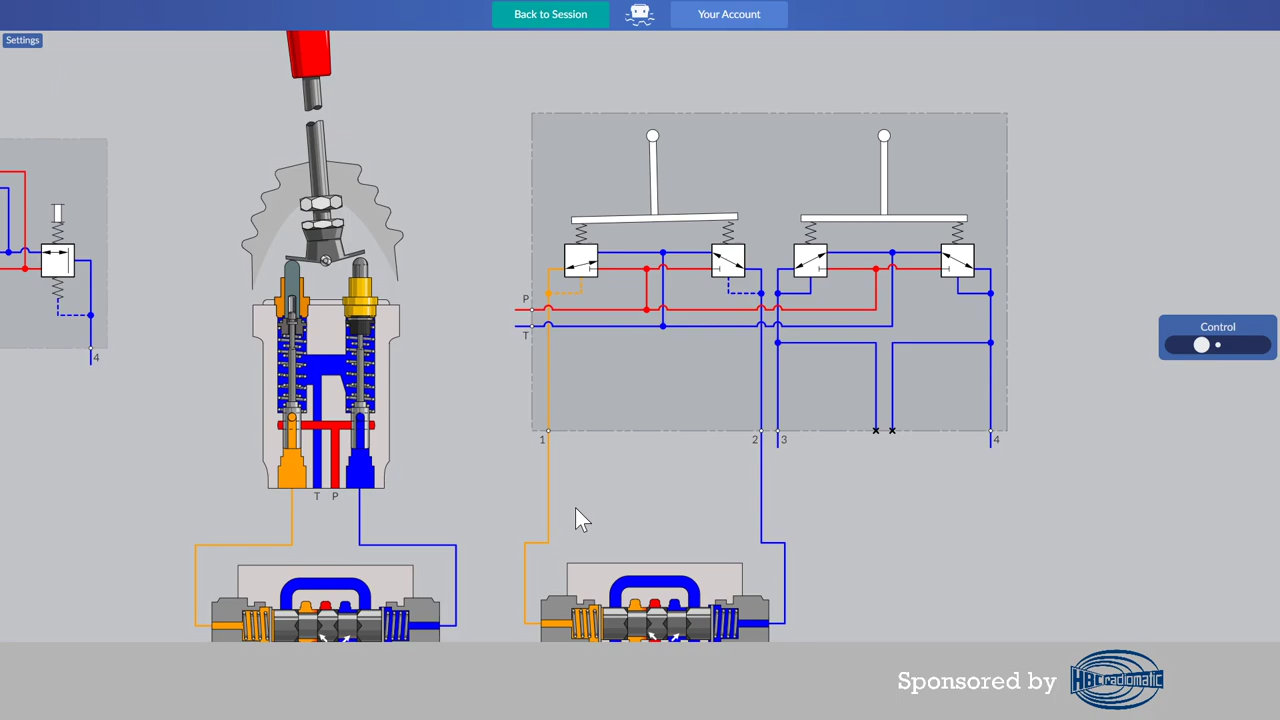 Back to Session
Your Account
Settings
4
P
T
Control
1
2
3
4
T
P
Sponsored by
HBC radiomatic